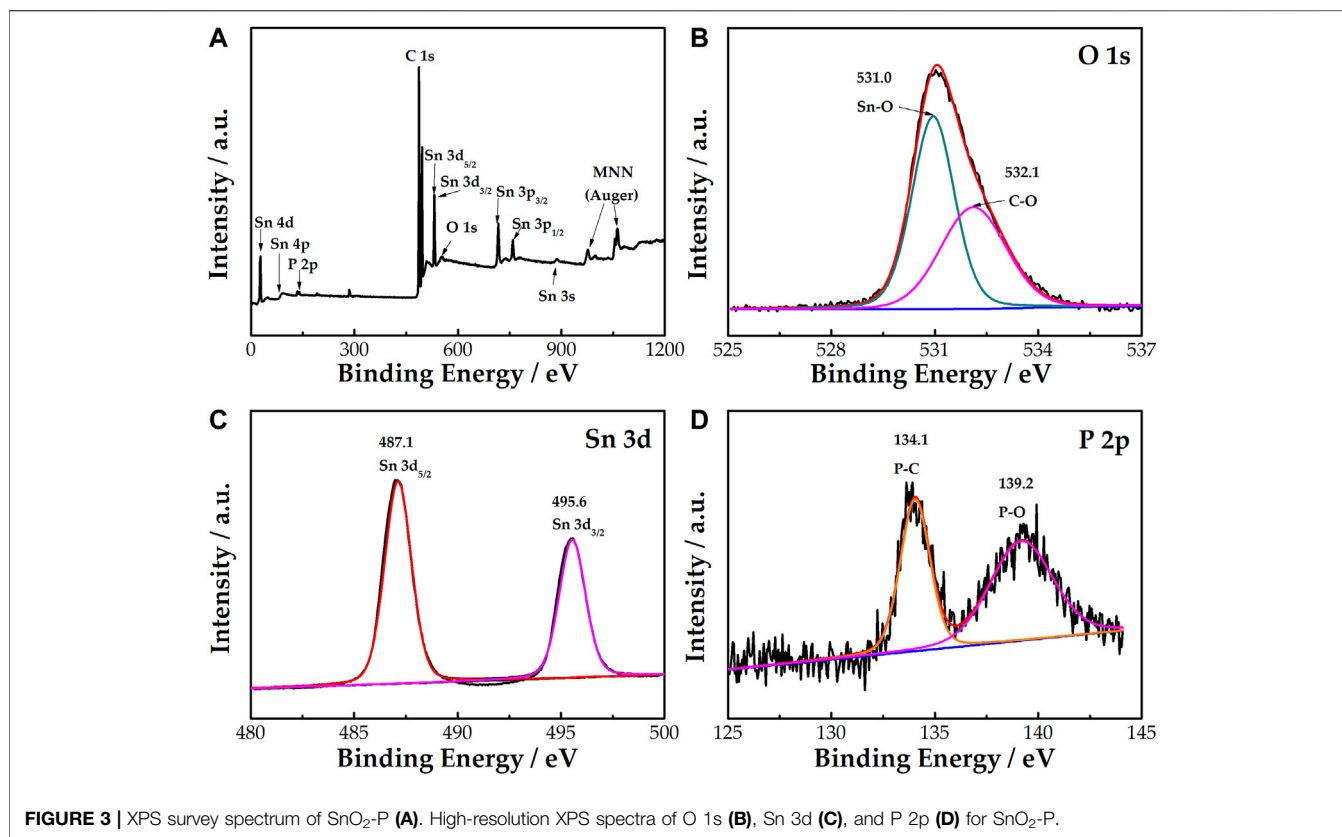 A
C 1s
Sn 3d5/2
Sn 3d3/2
Sn 4d
Sn 4p
P 2p
O 1s
Sn 3p3/2
Sn 3p1/2
Sn 3s
MNN
(Auger)
Intensity / a.u.
0 300 600 900 1200
Binding Energy / eV
B
O 1s
531.0
Sn-O
532.1
C-O
Intensity / a.u.
525 528 531 534 537
Binding Energy / eV
C
Sn 3d
487.1
Sn 3d5/2
495.6
Sn 3d3/2
Intensity / a.u.
480 485 490 495 500
Binding Energy / eV
D
P 2p
134.1
P-C
139.2
P-O
Intensity / a.u.
125 130 135 140 145
Binding Energy / eV
FIGURE 3 | XPS survey spectrum of SnO2-P (A). High-resolution XPS spectra of O 1s (B), Sn 3d (C), and P 2p (D) for SnO2-P.